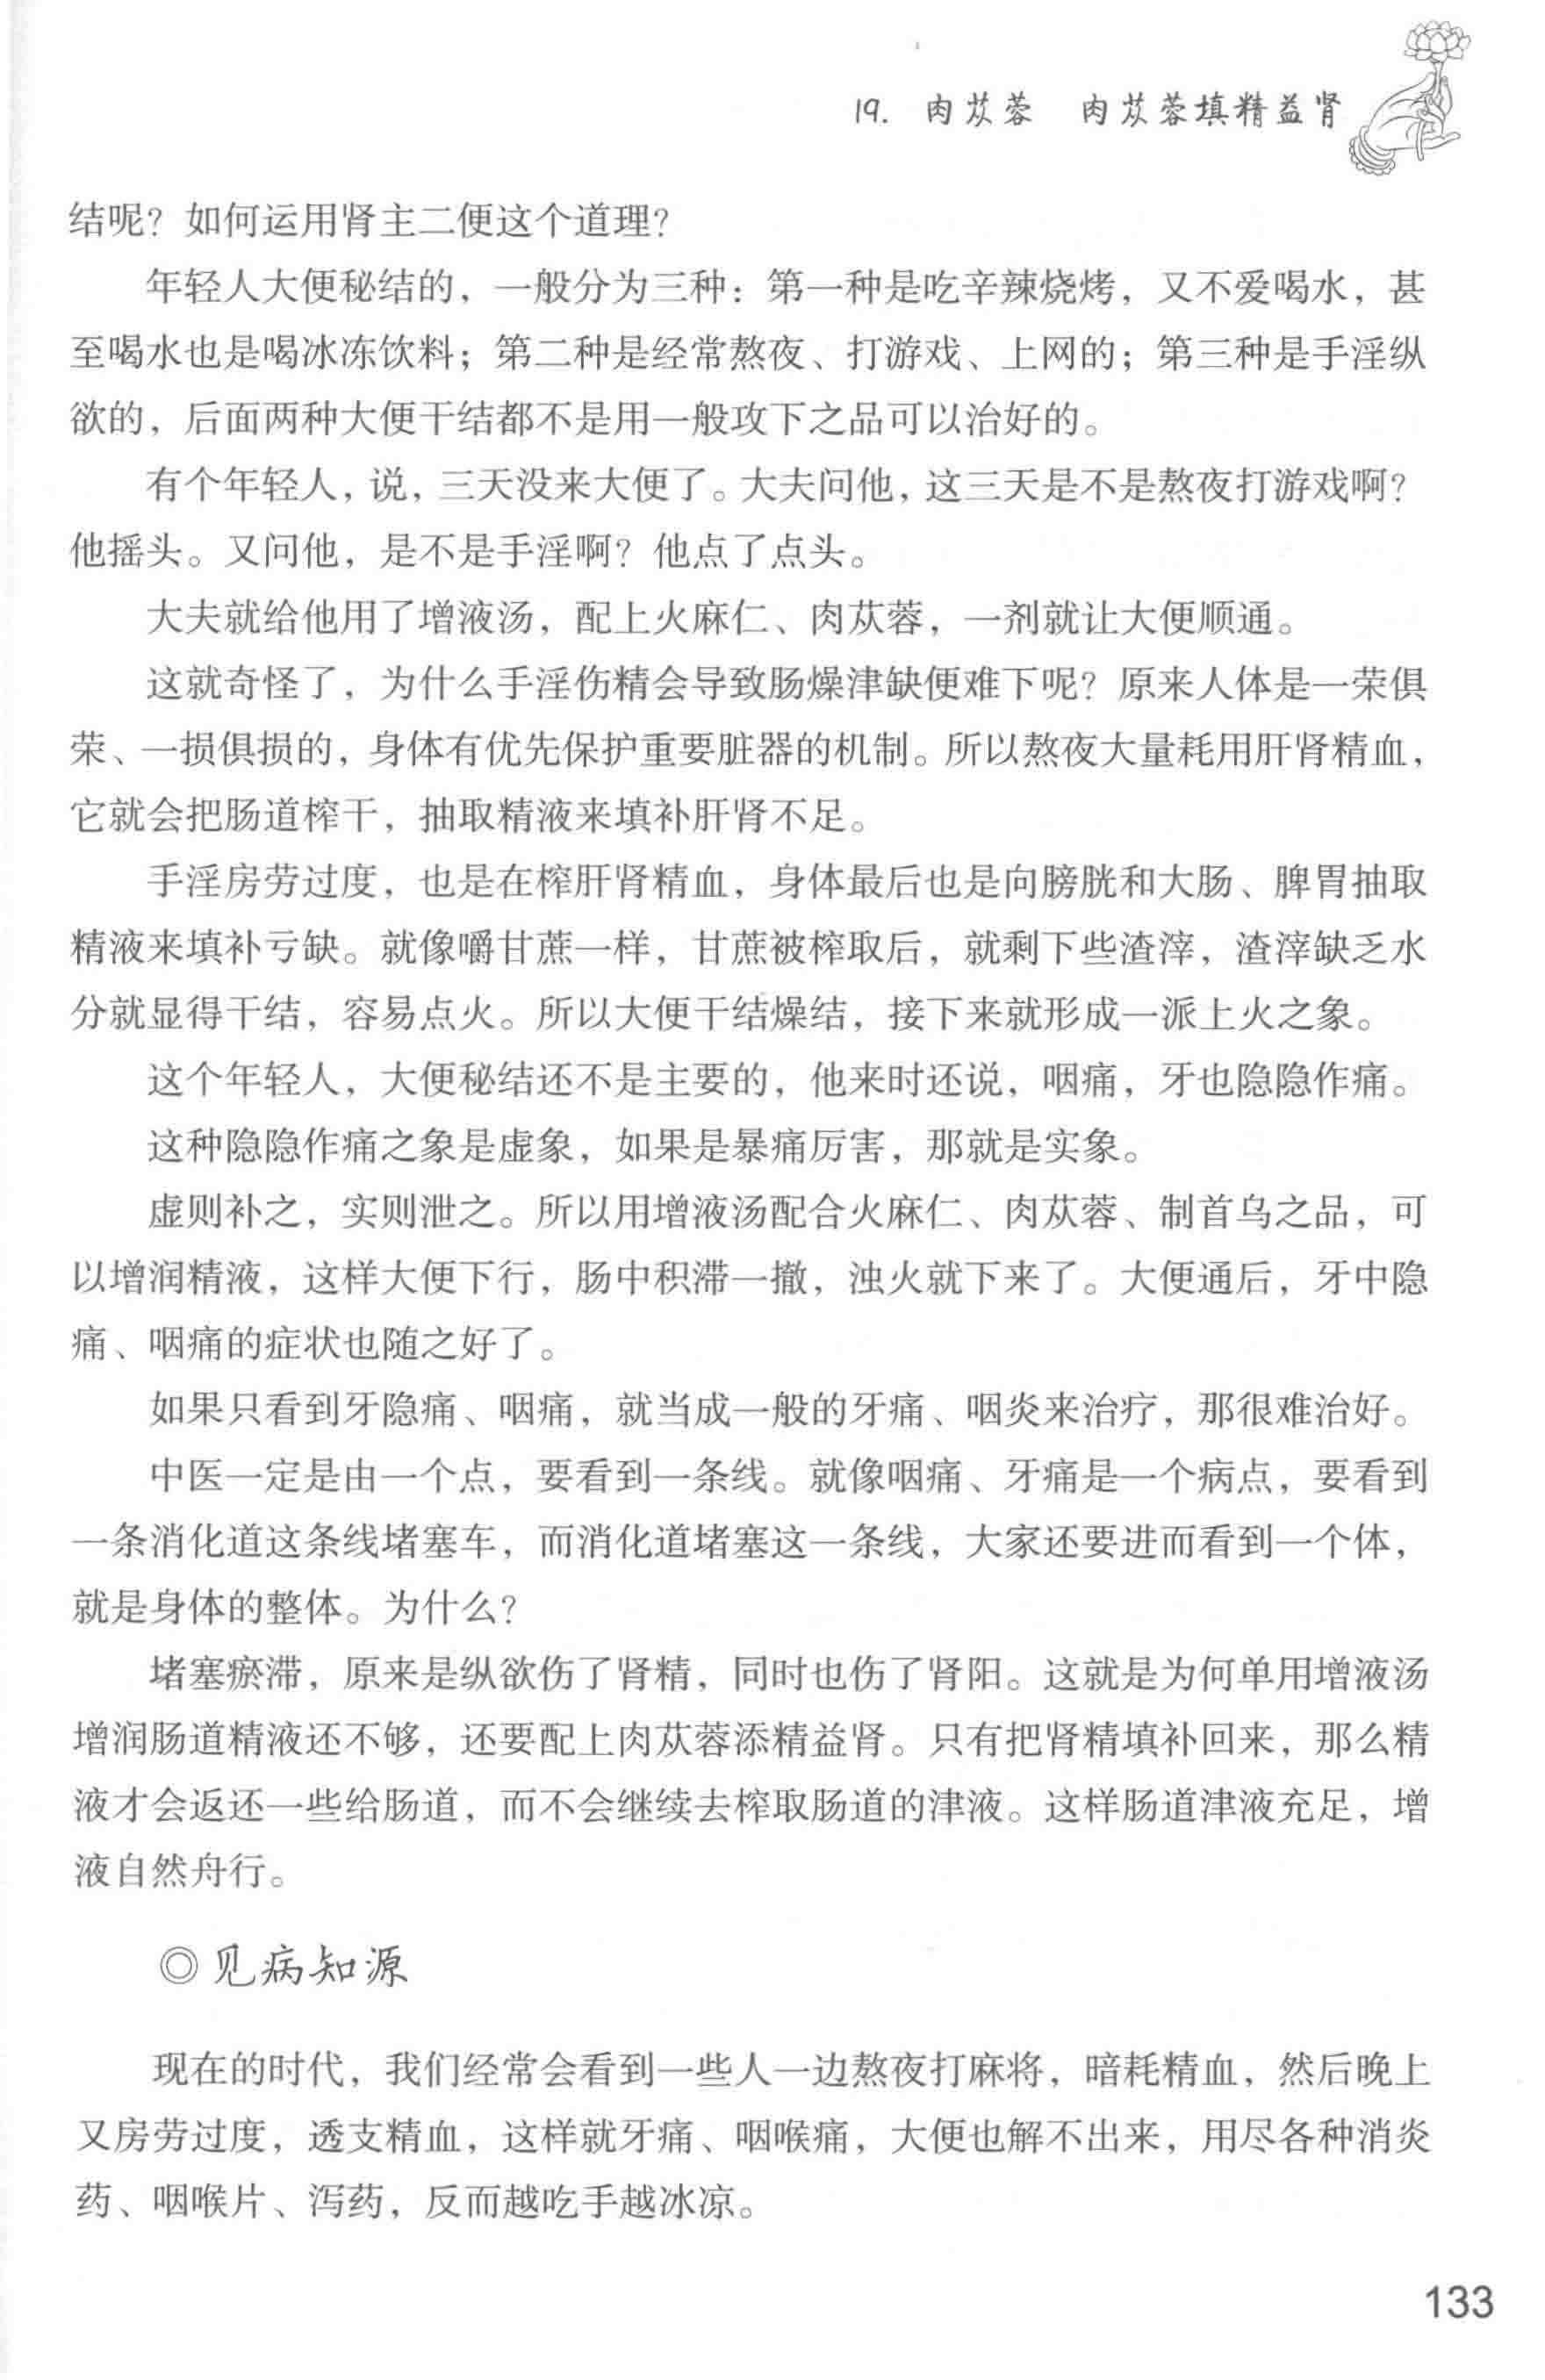 19. 肉苁蓉　肉苁蓉填精益肾
结呢？如何运用肾主二便这个道理？
年轻人大便秘结的，一般分为三种：第一种是吃辛辣烧烤，又不爱喝水，甚
至喝水也是喝冰冻饮料；第二种是经常熬夜、打游戏、上网的；第三种是手淫纵
欲的，后面两种大便干结都不是用一般攻下之品可以治好的。
有个年轻人，说，三天没来大便了。大夫问他，这三天是不是熬夜打游戏啊？
他摇头。又问他，是不是手淫啊？他点了点头。
大夫就给他用了增液汤，配上火麻仁、肉苁蓉，一剂就让大便顺通。
这就奇怪了，为什么手淫伤精会导致肠燥津缺便难下呢？原来人体是一荣俱
荣、一损俱损的，身体有优先保护重要脏器的机制。所以熬夜大量耗用肝肾精血，
它就会把肠道榨干，抽取精液来填补肝肾不足。
手淫房劳过度，也是在榨肝肾精血，身体最后也是向膀胱和大肠、脾胃抽取
精液来填补亏缺。就像嚼甘蔗一样，甘蔗被榨取后，就剩下些渣滓，渣滓缺乏水
分就显得干结，容易点火。所以大便干结燥结，接下来就形成一派上火之象。
这个年轻人，大便秘结还不是主要的，他来时还说，咽痛，牙也隐隐作痛。
这种隐隐作痛之象是虚象，如果是暴痛厉害，那就是实象。
虚则补之，实则泄之。所以用增液汤配合火麻仁、肉苁蓉、制首乌之品，可
以增润精液，这样大便下行，肠中积滞一撤，浊火就下来了。大便通后，牙中隐
痛、咽痛的症状也随之好了。
如果只看到牙隐痛、咽痛，就当成一般的牙痛、咽炎来治疗，那很难治好。
中医一定是由一个点，要看到一条线。就像咽痛、牙痛是一个病点，要看到
一条消化道这条线堵塞车，而消化道堵塞这一条线，大家还要进而看到一个体，
就是身体的整体。为什么？
堵塞瘀滞，原来是纵欲伤了肾精，同时也伤了肾阳。这就是为何单用增液汤
增润肠道精液还不够，还要配上肉苁蓉添精益肾。只有把肾精填补回来，那么精
液才会返还一些给肠道，而不会继续去榨取肠道的津液。这样肠道津液充足，增
液自然舟行。
◎见病知源
现在的时代，我们经常会看到一些人一边熬夜打麻将，暗耗精血，然后晚上
又房劳过度，透支精血，这样就牙痛、咽喉痛，大便也解不出来，用尽各种消炎
药、咽喉片、泻药，反而越吃手越冰凉。
133